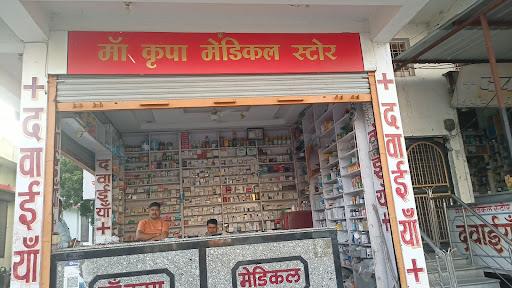 माँ कृपा मेडिकल स्टोर
+ दवाईयाँ +
+ दवाईयाँ +
मेडिकल
दवाईयाँ